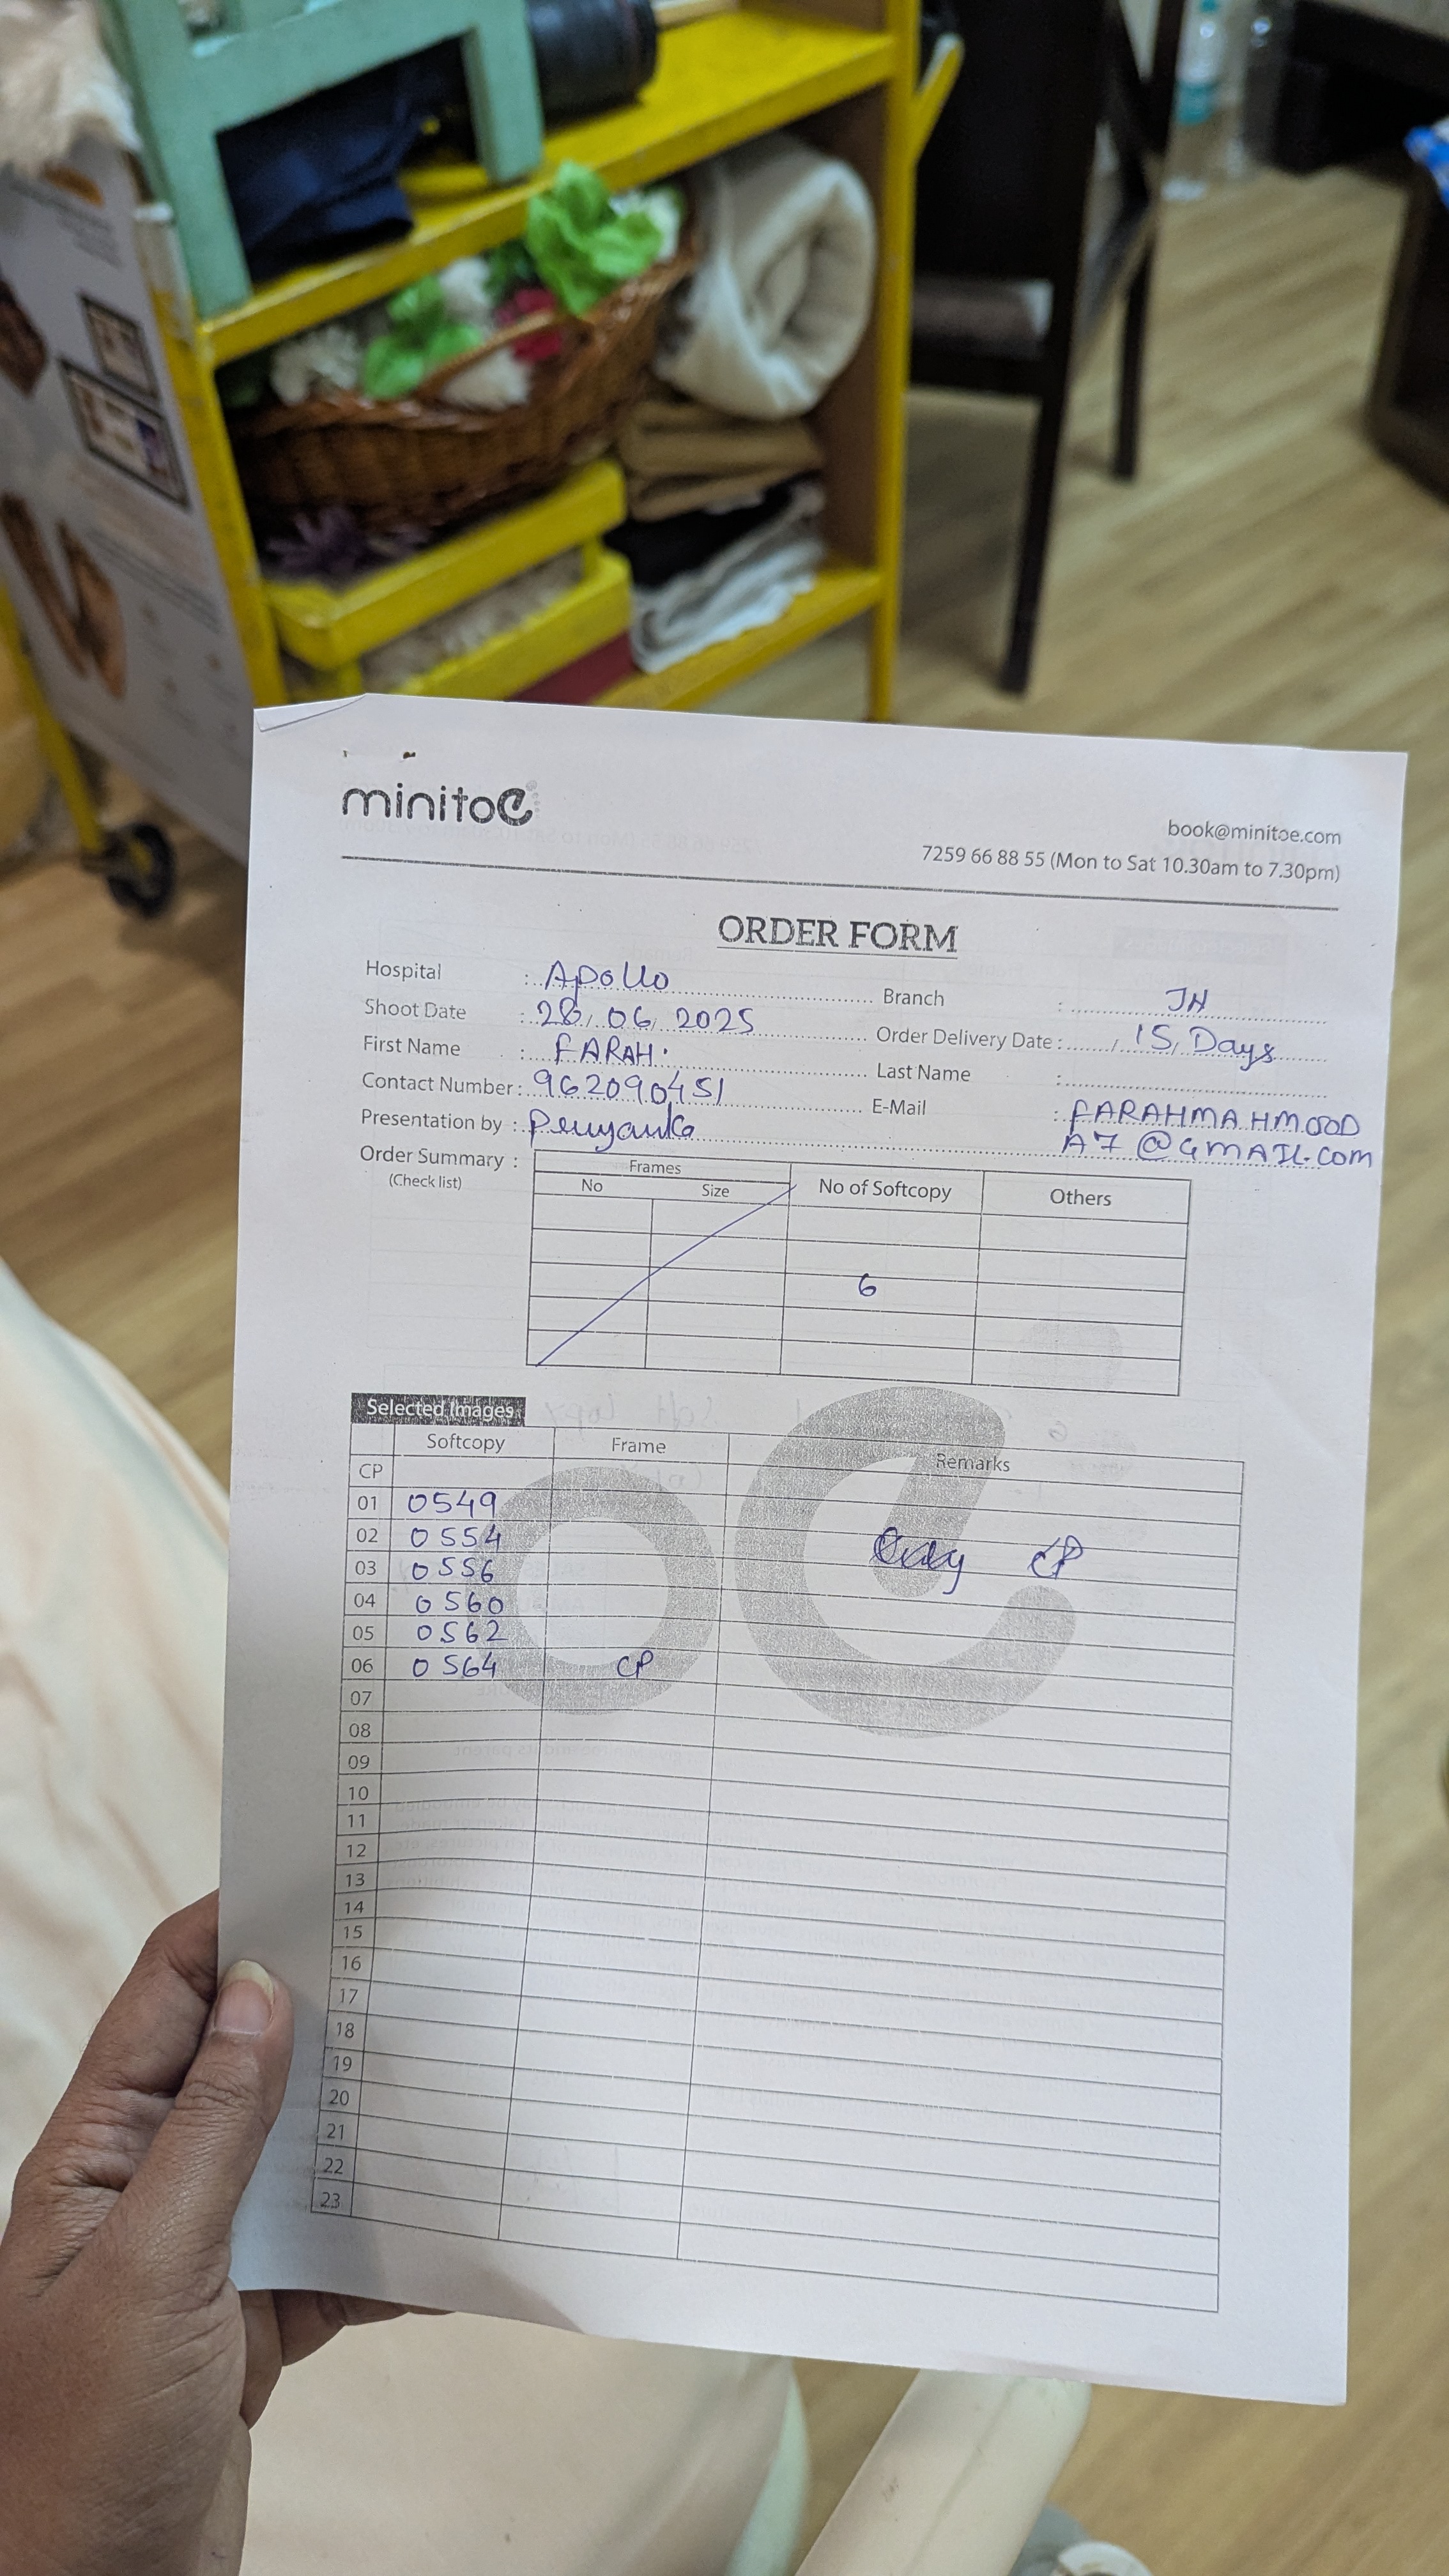 minitoe
book@minitoe.com
7259 66 88 55 (Mon to Sat 10.30am to 7.30pm)
ORDER FORM
Hospital : Apollo Branch : JN
Shoot Date : 28, 06, 2025 Order Delivery Date : / 15, Days
First Name : FARAH. Last Name :
Contact Number : 962090451 E-Mail : FARAHMAHMOOD
Presentation by : A7 @GMAIL.COM
Order Summary : Frames No of Softcopy Others
(Check list) No Size
6
Selected Images
Softcopy Frame Remarks
CP
01 0549
02 0554 CP
03 0556
04 0560
05 0562
06 0564 CP
07
08
09
10
11
12
13
14
15
16
17
18
19
20
21
22
23